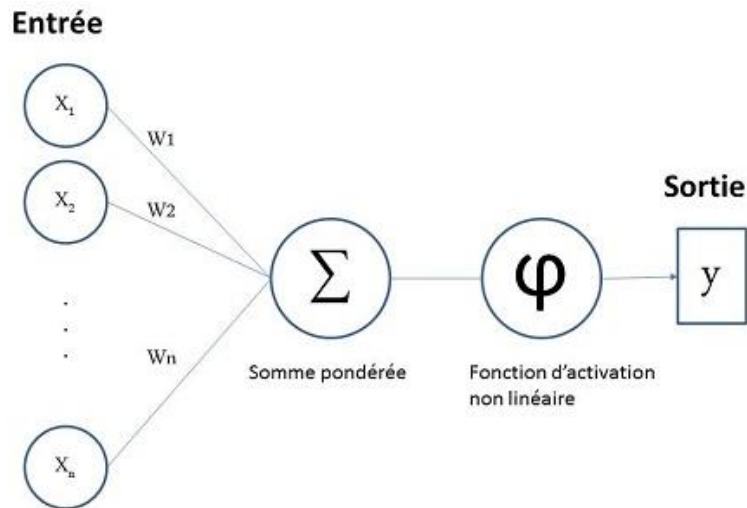 Entrée
X₁
W1
X₂
W2
Sortie
Σ
φ
y
.
.
.
Wn
Somme pondérée
Fonction d'activation
non linéaire
Xₙ